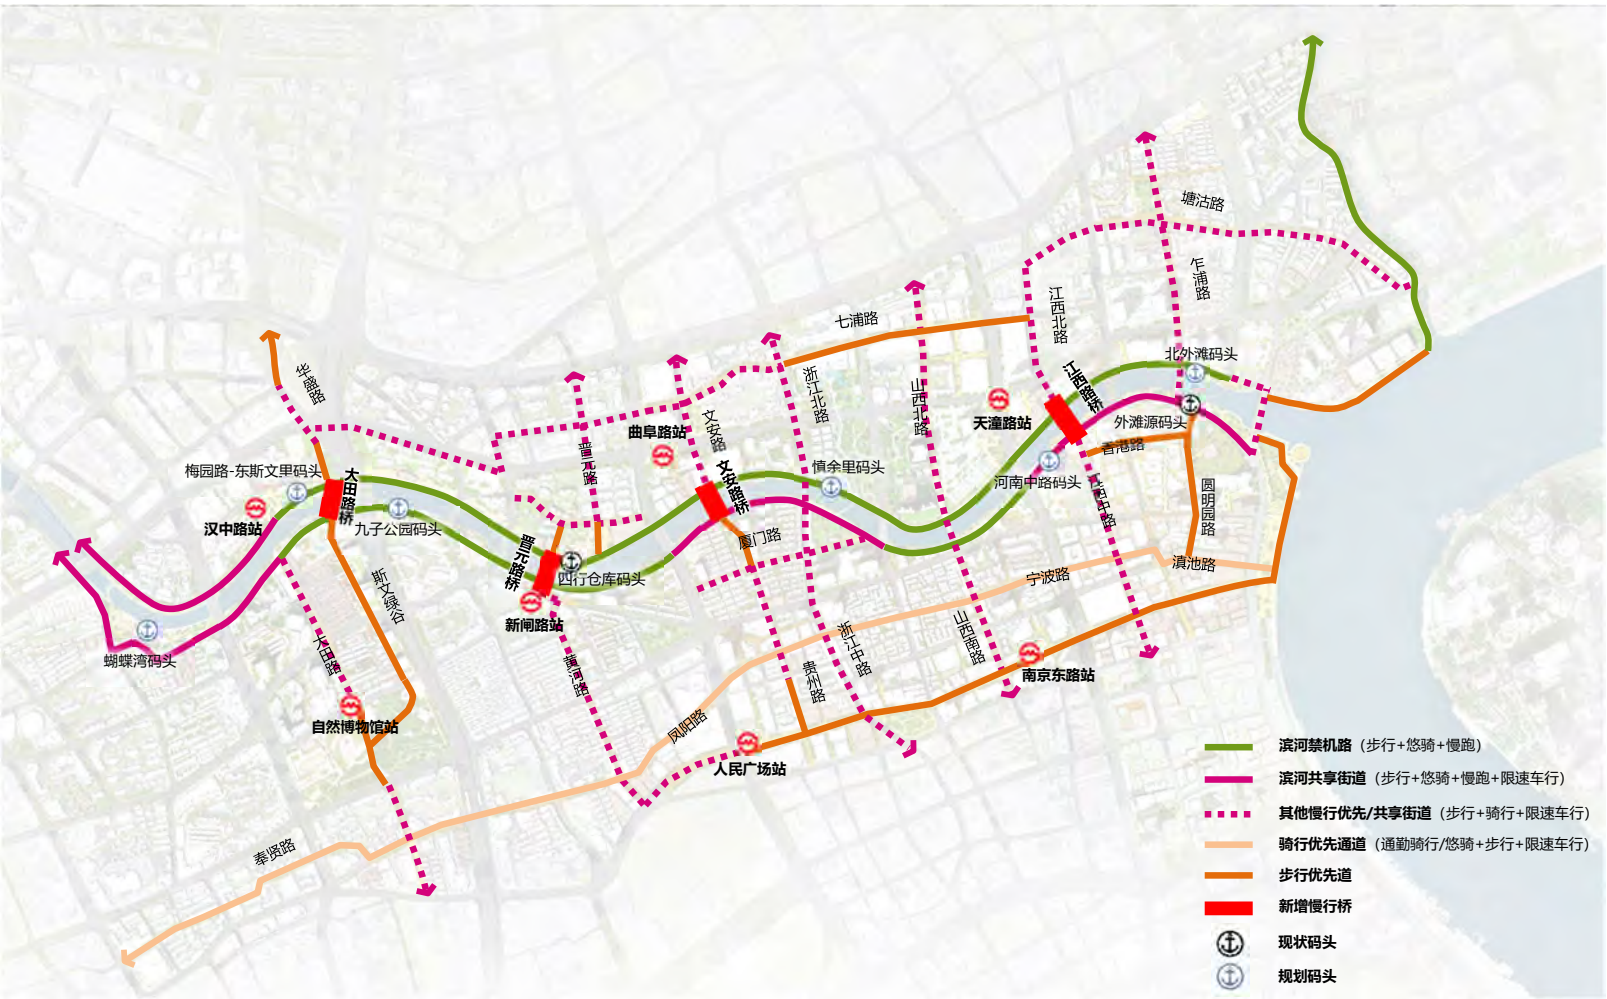 塘沽路
乍浦路
江西北路
七浦路
北外滩码头
江西路桥
华盛路
浙江北路
山西北路
天潼路站
外滩源码头
文安路
曲阜路站
晋元路
香港路
梅园路-东斯文里码头
大田路桥
文安路桥
慎余里码头
河南中路码头
江西中路
圆明园路
汉中路站
九子公园码头
晋元路桥
厦门路
四行仓库码头
滇池路
宁波路
斯文绿谷
新闸路站
大田路
蝴蝶湾码头
黄河路
浙江中路
山西南路
贵州路
南京东路站
自然博物馆站
凤阳路
人民广场站
奉贤路
滨河禁机路（步行+悠骑+慢跑）
滨河共享街道（步行+悠骑+慢跑+限速车行）
其他慢行优先/共享街道（步行+骑行+限速车行）
骑行优先通道（通勤骑行/悠骑+步行+限速车行）
步行优先道
新增慢行桥
现状码头
规划码头